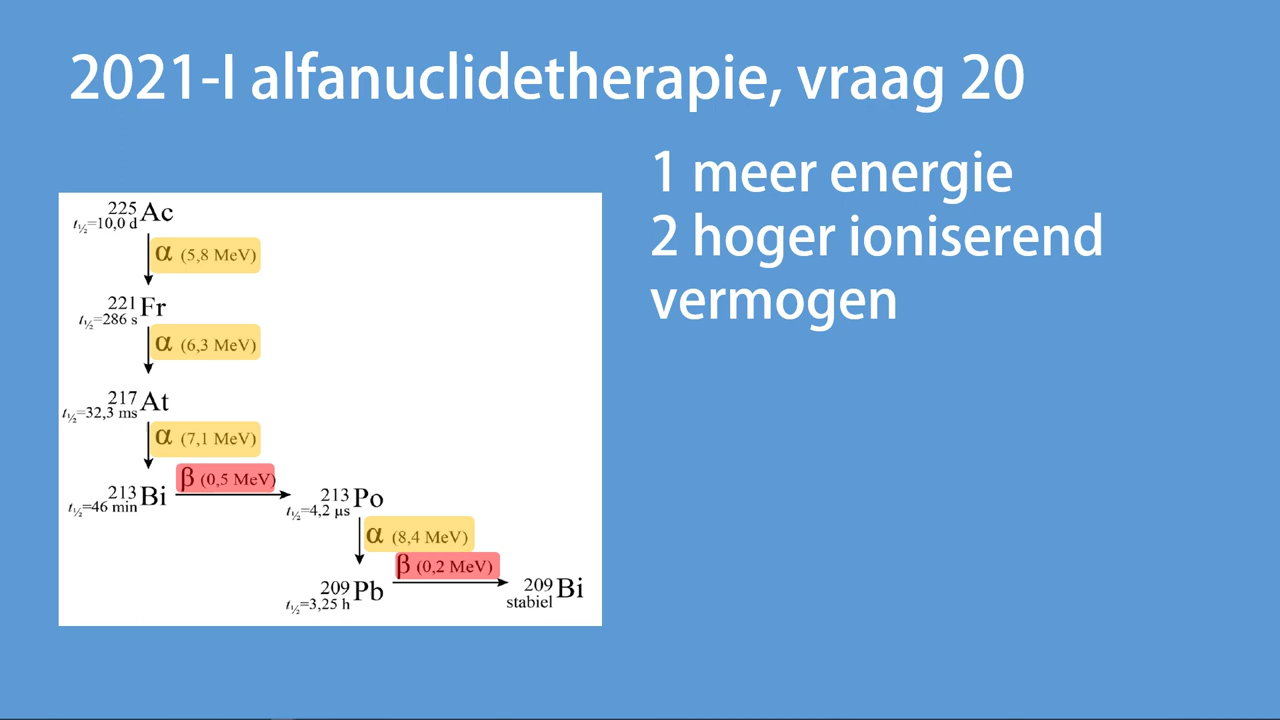 2021-I alfanuclidetherapie, vraag 20
1 meer energie
2 hoger ioniserend
vermogen
225Ac
t½=10,0 d
α (5,8 MeV)
221Fr
t½=286 s
α (6,3 MeV)
217At
t½=32,3 ms
α (7,1 MeV)
213Bi
t½=46 min
β (0,5 MeV)
213Po
t½=4,2 µs
α (8,4 MeV)
209Pb
t½=3,25 h
β (0,2 MeV)
209Bi
stabiel